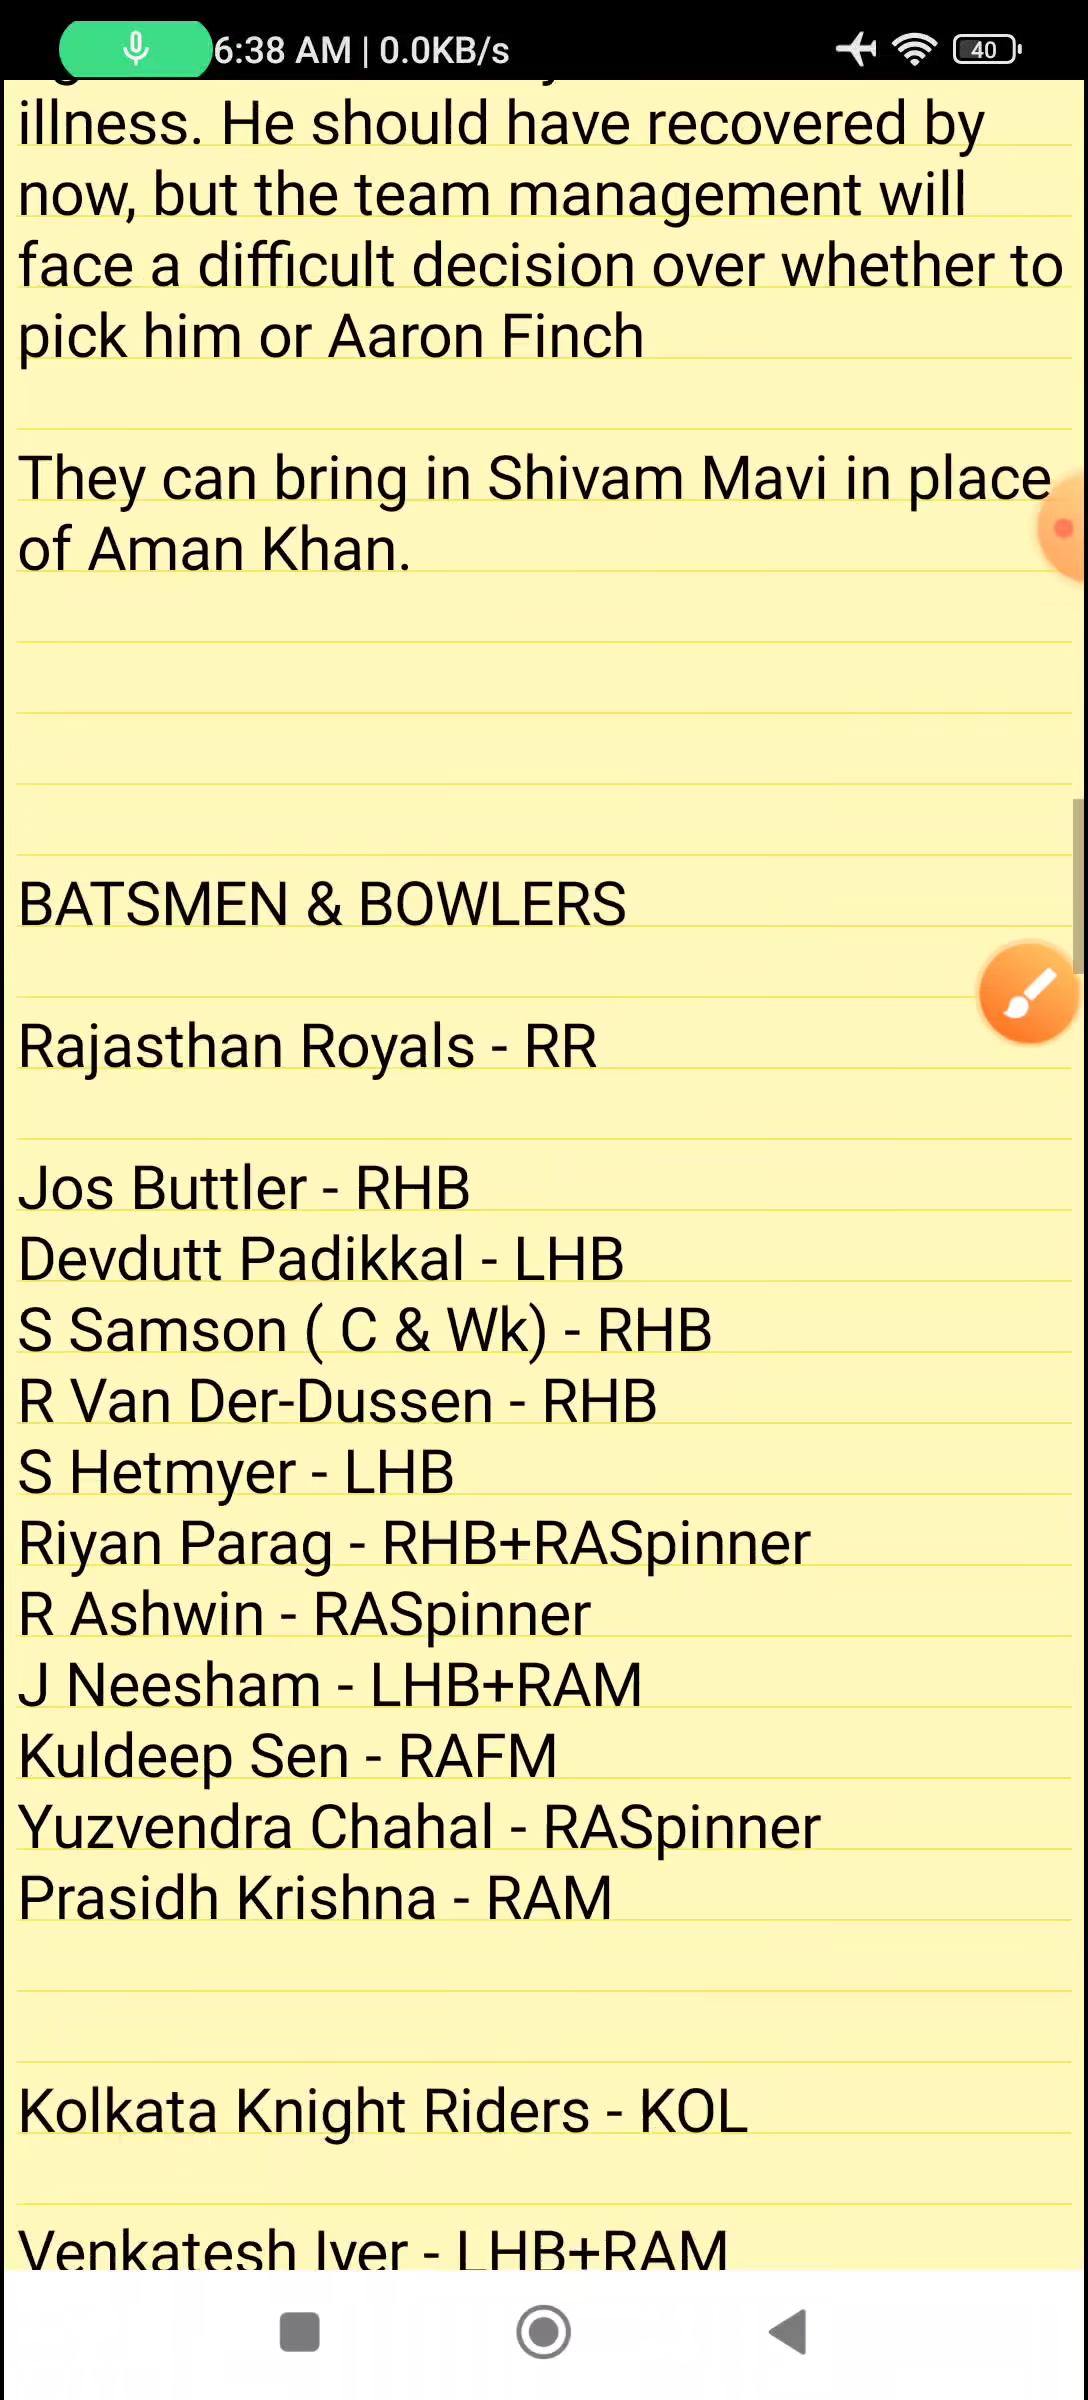 6:38 AM | 0.0KB/s
40
illness. He should have recovered by
now, but the team management will
face a difficult decision over whether to
pick him or Aaron Finch
They can bring in Shivam Mavi in place
of Aman Khan.
BATSMEN & BOWLERS
Rajasthan Royals - RR
Jos Buttler - RHB
Devdutt Padikkal - LHB
S Samson ( C & Wk) - RHB
R Van Der-Dussen - RHB
S Hetmyer - LHB
Riyan Parag - RHB+RASpinner
R Ashwin - RASpinner
J Neesham - LHB+RAM
Kuldeep Sen - RAFM
Yuzvendra Chahal - RASpinner
Prasidh Krishna - RAM
Kolkata Knight Riders - KOL
Venkatesh Iyer - LHB+RAM